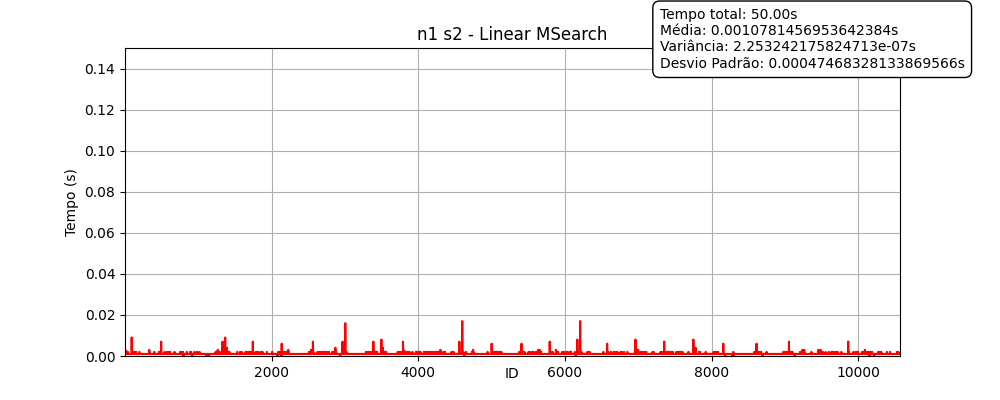 Tempo total: 50.00s
Média: 0.0010781456953642384s
Variância: 2.253242175824713e-07s
Desvio Padrão: 0.00047468328133869566s
n1 s2 - Linear MSearch
0.14
0.12
0.10
0.08
0.06
0.04
0.02
0.00
Tempo (s)
2000
4000
6000
8000
10000
ID